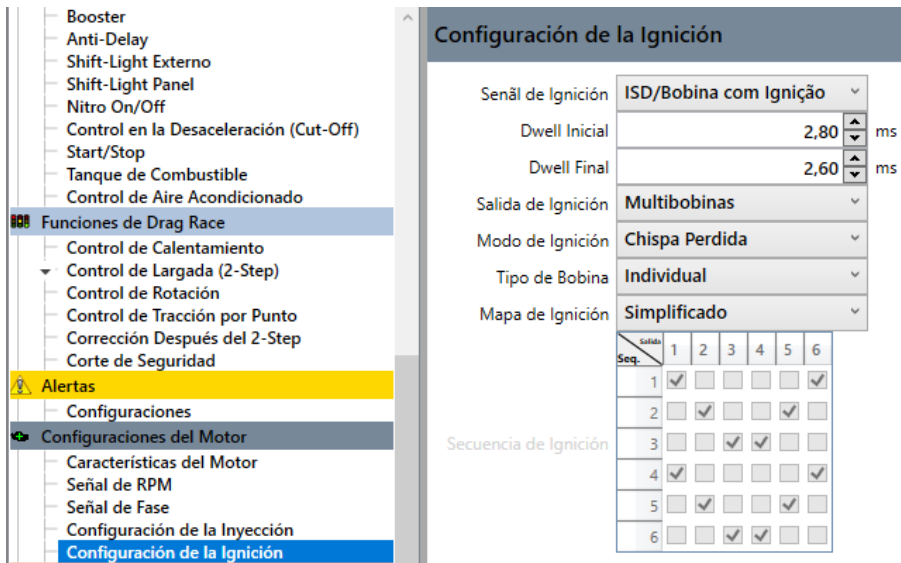 Booster
Anti-Delay
Shift-Light Externo
Shift-Light Panel
Nitro On/Off
Control en la Desaceleración (Cut-Off)
Start/Stop
Tanque de Combustible
Control de Aire Acondicionado
Funciones de Drag Race
Control de Calentamiento
Control de Largada (2-Step)
Control de Rotación
Control de Tracción por Punto
Corrección Después del 2-Step
Corte de Seguridad
Alertas
Configuraciones
Configuraciones del Motor
Características del Motor
Señal de RPM
Señal de Fase
Configuración de la Inyección
Configuración de la Ignición
Configuración de la Ignición
Senãl de Ignición ISD/Bobina com Ignição
Dwell Inicial 2,80 ms
Dwell Final 2,60 ms
Salida de Ignición Multibobinas
Modo de Ignición Chispa Perdida
Tipo de Bobina Individual
Mapa de Ignición Simplificado
Salida
Seq. 1 2 3 4 5 6
1
2
Secuencia de Ignición 3
4
5
6